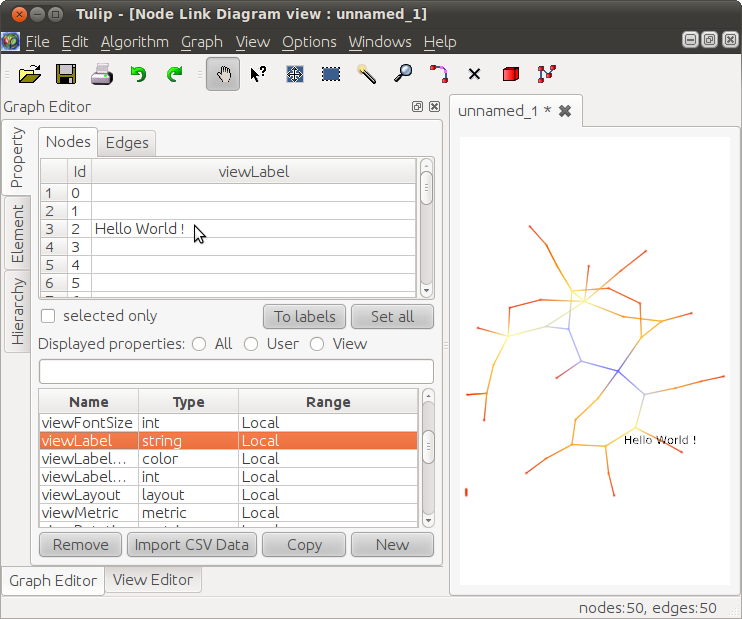 Tulip - [Node Link Diagram view : unnamed_1]
File Edit Algorithm Graph View Options Windows Help
Graph Editor
unnamed_1 *
Property
Element
Hierarchy
Nodes Edges
Id viewLabel
1 0
2 1
3 2 Hello World !
4 3
5 4
6 5
selected only To labels Set all
Displayed properties: All User View
Name Type Range
viewFontSize int Local
viewLabel string Local
viewLabel... color Local
viewLabel... int Local
viewLayout layout Local
viewMetric metric Local
Remove Import CSV Data Copy New
Graph Editor View Editor
Hello World !
nodes:50, edges:50